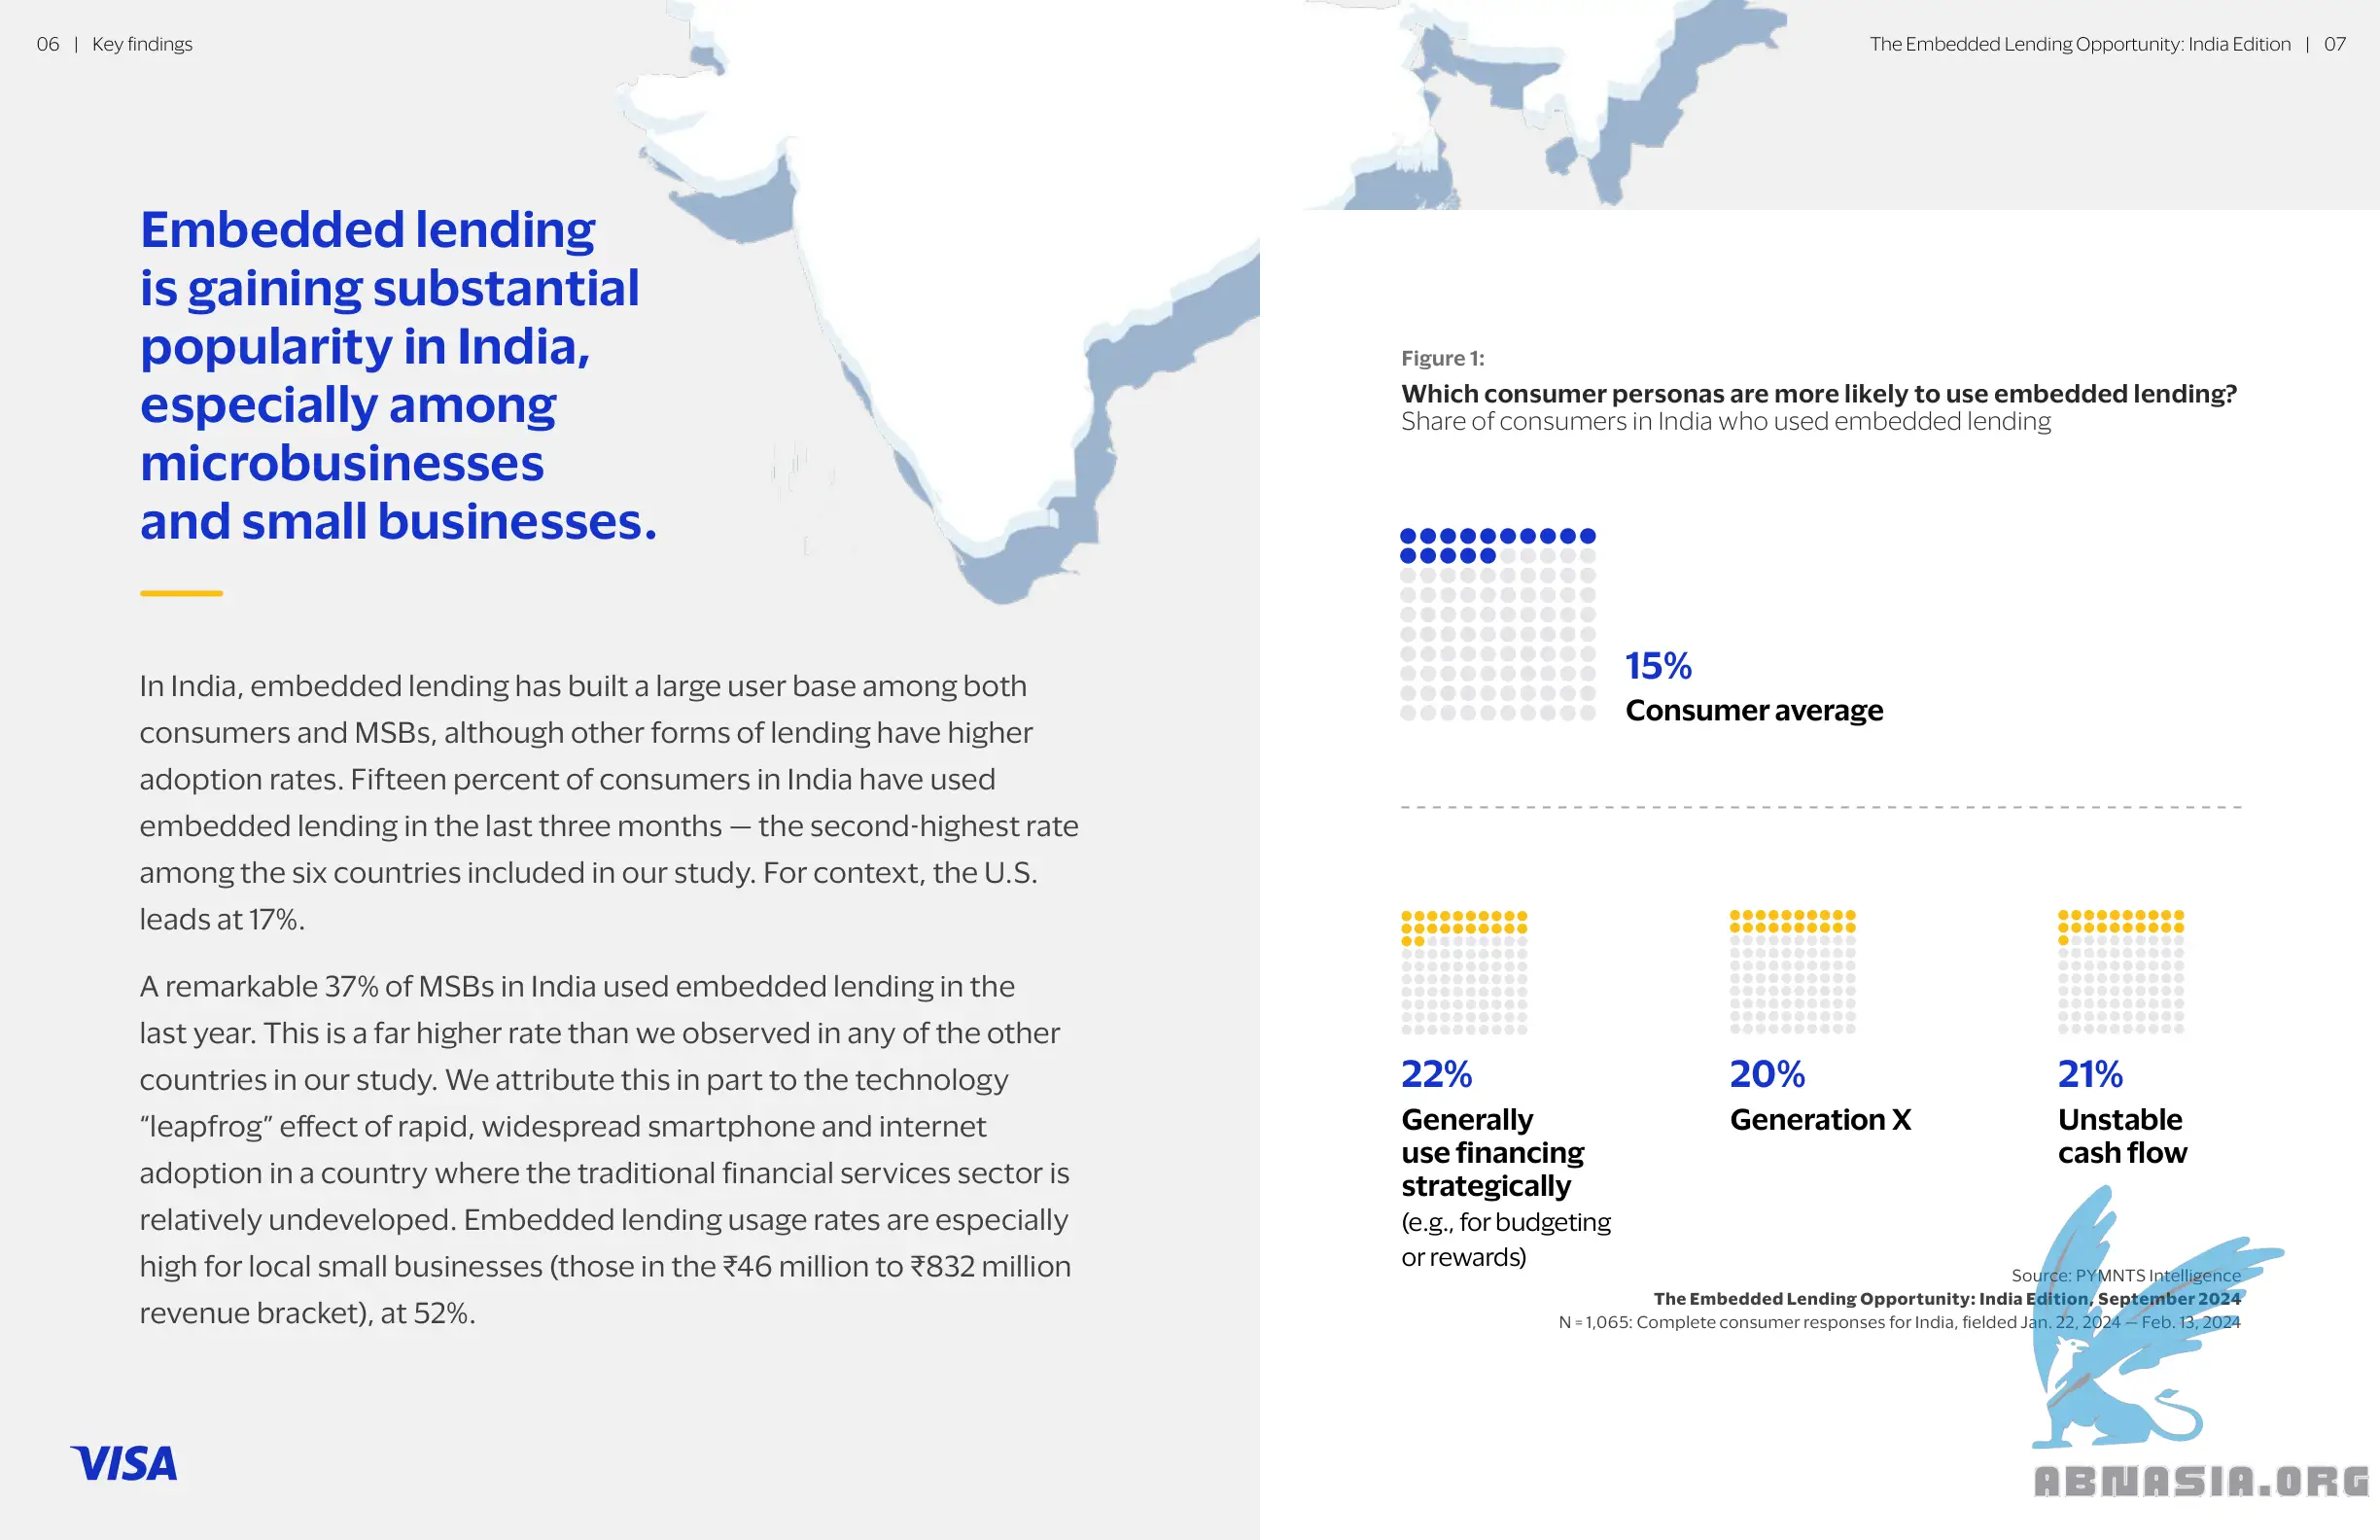 06 | Key findings
Embedded lending
is gaining substantial
popularity in India,
especially among
microbusinesses
and small businesses.
In India, embedded lending has built a large user base among both
consumers and MSBs, although other forms of lending have higher
adoption rates. Fifteen percent of consumers in India have used
embedded lending in the last three months — the second-highest rate
among the six countries included in our study. For context, the U.S.
leads at 17%.
A remarkable 37% of MSBs in India used embedded lending in the
last year. This is a far higher rate than we observed in any of the other
countries in our study. We attribute this in part to the technology
“leapfrog” effect of rapid, widespread smartphone and internet
adoption in a country where the traditional financial services sector is
relatively undeveloped. Embedded lending usage rates are especially
high for local small businesses (those in the ₹46 million to ₹832 million
revenue bracket), at 52%.
VISA
The Embedded Lending Opportunity: India Edition | 07
Figure 1:
Which consumer personas are more likely to use embedded lending?
Share of consumers in India who used embedded lending
15%
Consumer average
22%
Generally
use financing
strategically
(e.g., for budgeting
or rewards)
20%
Generation X
21%
Unstable
cash flow
Source: PYMNTS Intelligence
The Embedded Lending Opportunity: India Edition, September 2024
N = 1,065: Complete consumer responses for India, fielded Jan. 22, 2024 — Feb. 13, 2024
ABNASIA.ORG